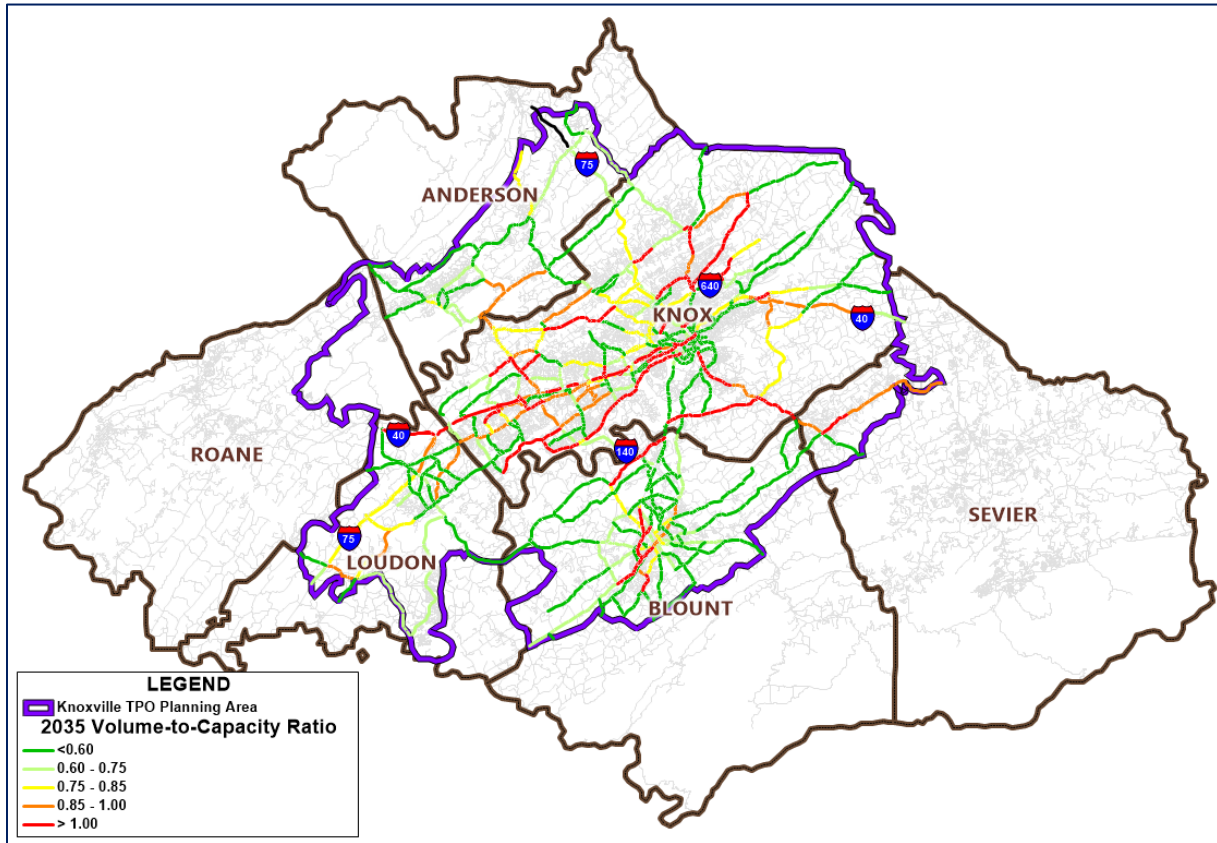 75
ANDERSON
640
KNOX
40
40
140
ROANE
SEVIER
75
LOUDON
BLOUNT
LEGEND
Knoxville TPO Planning Area
2035 Volume-to-Capacity Ratio
<0.60
0.60 - 0.75
0.75 - 0.85
0.85 - 1.00
> 1.00